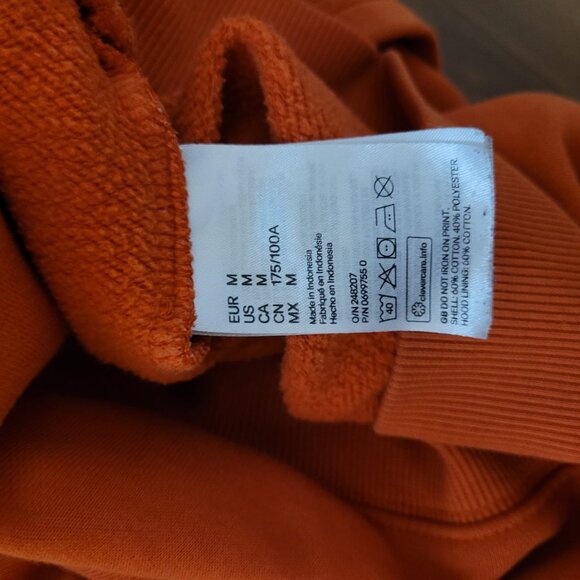 EUR M
US M
CA M
CN 175/100A
MX M
Made in Indonesia
Fabriqué en Indonésie
Hecho en Indonesia
O/N 248207
P/N 0699755 0
40
clevercare.info
GB DO NOT IRON ON PRINT.
SHELL: 60% COTTON. 40% POLYESTER.
HOOD LINING: 60% COTTON.